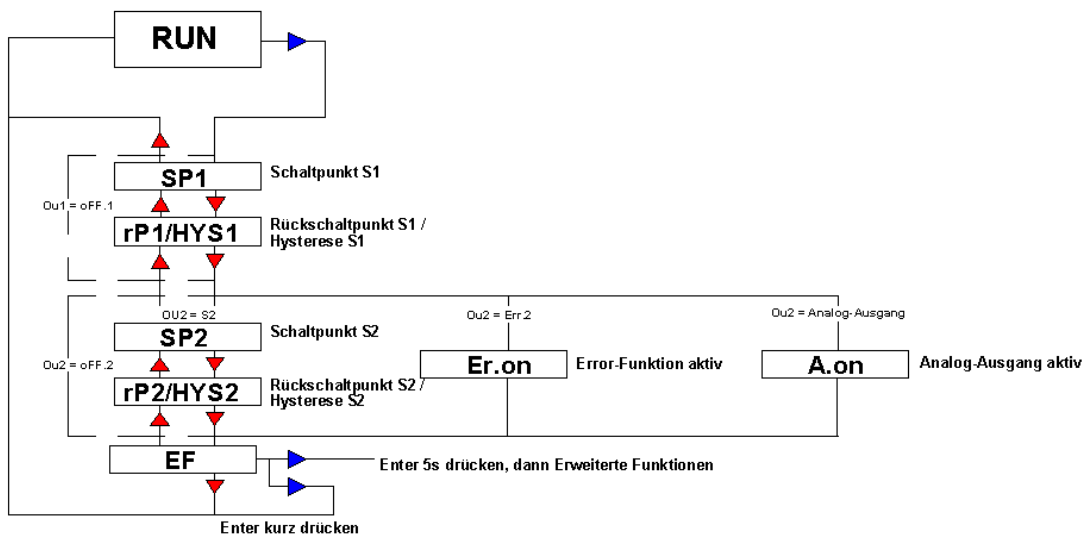 RUN
SP1
Schaltpunkt S1
Ou1 = oFF.1
rP1/HYS1
Rückschaltpunkt S1 /
Hysterese S1
OU2 = S2
Ou2 = Err.2
Ou2 = Analog-Ausgang
SP2
Schaltpunkt S2
Ou2 = oFF.2
Er.on
Error-Funktion aktiv
A.on
Analog-Ausgang aktiv
rP2/HYS2
Rückschaltpunkt S2 /
Hysterese S2
EF
Enter 5s drücken, dann Erweiterte Funktionen
Enter kurz drücken